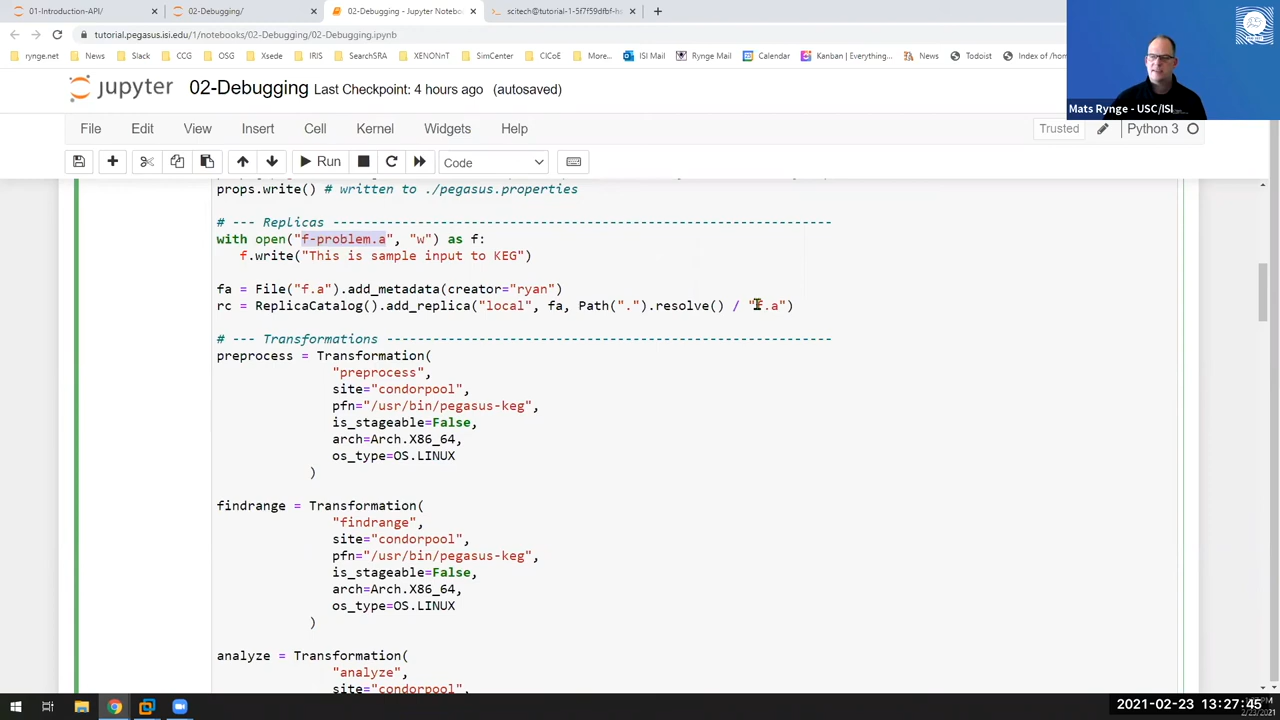 01-Introduction-API/
02-Debugging/
02-Debugging - Jupyter Notebo
scitech@tutorial-1-5f7f59dfbf-h
tutorial.pegasus.isi.edu/1/notebooks/02-Debugging/02-Debugging.ipynb
rynge.net News Slack CCG OSG Xsede IRIS SearchSRA XENONnT SimCenter CICoE More... ISI Mail Rynge Mail Calendar Kanban | Everything... News Todoist Index of /hom
Mats Rynge - USC/ISI
jupyter 02-Debugging Last Checkpoint: 4 hours ago (autosaved)
File Edit View Insert Cell Kernel Widgets Help
Trusted Python 3
Run Code
props.write() # written to ./pegasus.properties
# --- Replicas -----------------------------------------------------------------
with open("f-problem.a", "w") as f:
f.write("This is sample input to KEG")
fa = File("f.a").add_metadata(creator="ryan")
rc = ReplicaCatalog().add_replica("local", fa, Path(".").resolve() / "f.a")
# --- Transformations ----------------------------------------------------------
preprocess = Transformation(
"preprocess",
site="condorpool",
pfn="/usr/bin/pegasus-keg",
is_stageable=False,
arch=Arch.X86_64,
os_type=OS.LINUX
)
findrange = Transformation(
"findrange",
site="condorpool",
pfn="/usr/bin/pegasus-keg",
is_stageable=False,
arch=Arch.X86_64,
os_type=OS.LINUX
)
analyze = Transformation(
"analyze",
site="condorpool",
2021-02-23 13:27:45